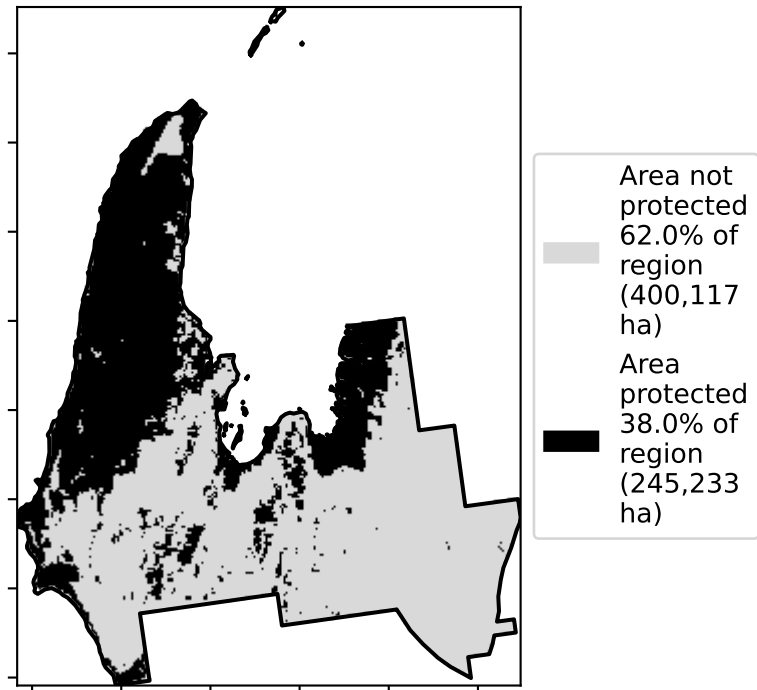 Area not
protected
62.0% of
region
(400,117
ha)
Area
protected
38.0% of
region
(245,233
ha)